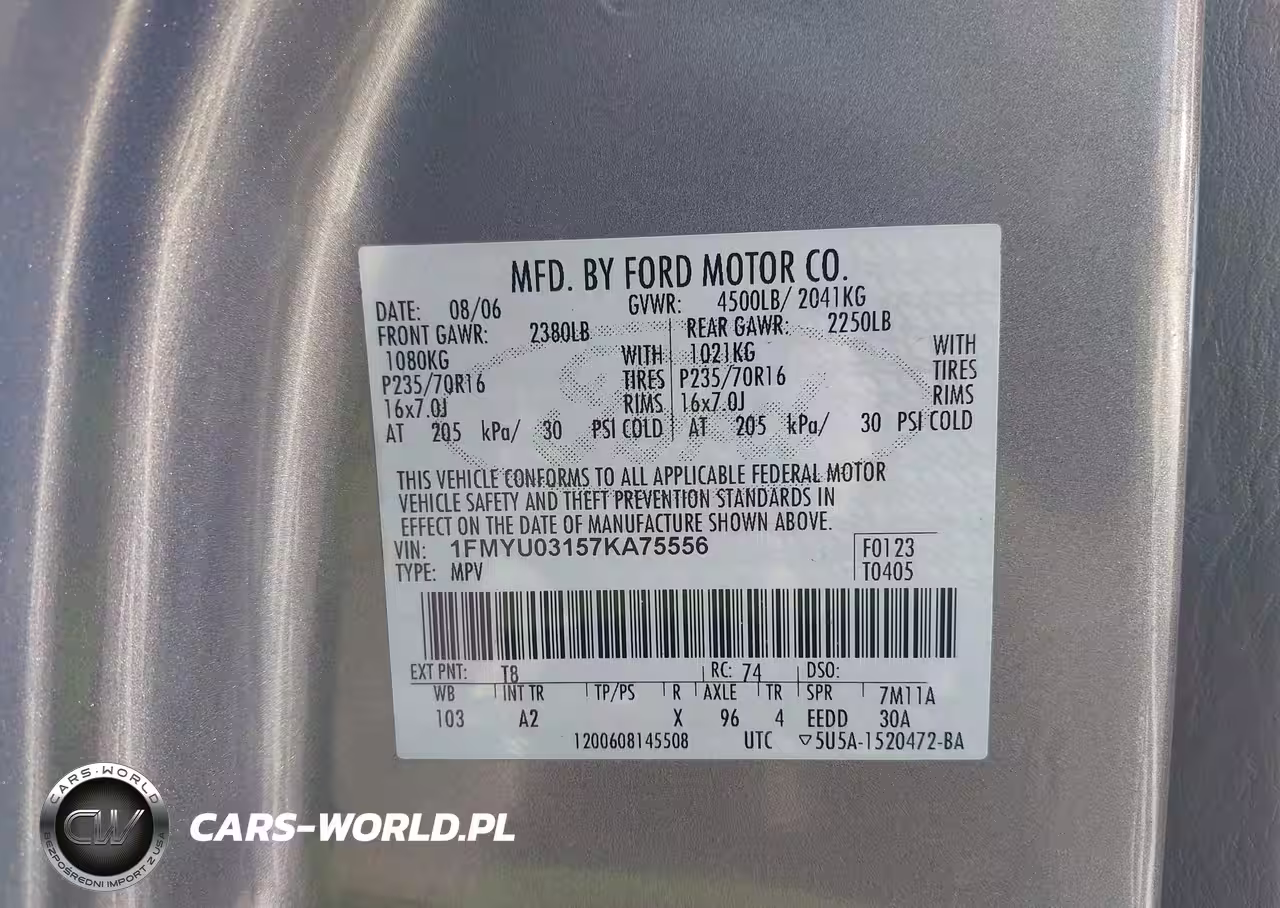 MFD. BY FORD MOTOR CO.
DATE: 08/06 GVWR: 4500LB/ 2041KG
FRONT GAWR: 2380LB REAR GAWR: 2250LB
1080KG WITH 1021KG WITH
P235/70R16 TIRES P235/70R16 TIRES
16x7.0J RIMS 16x7.0J RIMS
AT 205 kPa/ 30 PSI COLD AT 205 kPa/ 30 PSI COLD
THIS VEHICLE CONFORMS TO ALL APPLICABLE FEDERAL MOTOR
VEHICLE SAFETY AND THEFT PREVENTION STANDARDS IN
EFFECT ON THE DATE OF MANUFACTURE SHOWN ABOVE.
VIN: 1FMYU03157KA75556 F0123
TYPE: MPV T0405
EXT PNT: T8 RC: 74 DSO:
WB INT TR TP/PS R AXLE TR SPR 7M11A
103 A2 X 96 4 EEDD 30A
1200608145508 UTC ▽5U5A-1520472-BA
CARS-WORLD
CW
BEZPOŚREDNI IMPORT Z USA
CARS-WORLD.PL